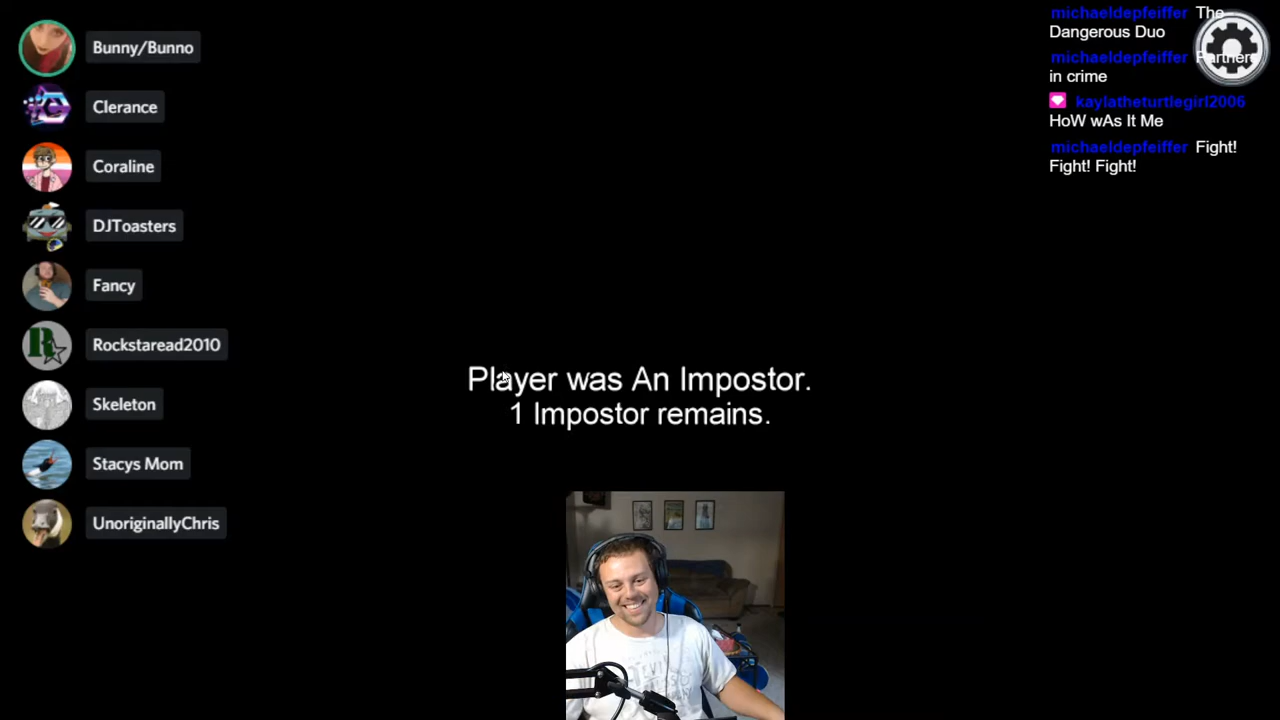 Bunny/Bunno
Clerance
Coraline
DJToasters
Fancy
Rockstaread2010
Skeleton
Stacys Mom
UnoriginallyChris
michaeldepfeiffer The
Dangerous Duo
michaeldepfeiffer Partners
in crime
kaylatheturtlegirl2006
HoW wAs It Me
michaeldepfeiffer Fight!
Fight! Fight!
Player was An Impostor.
1 Impostor remains.